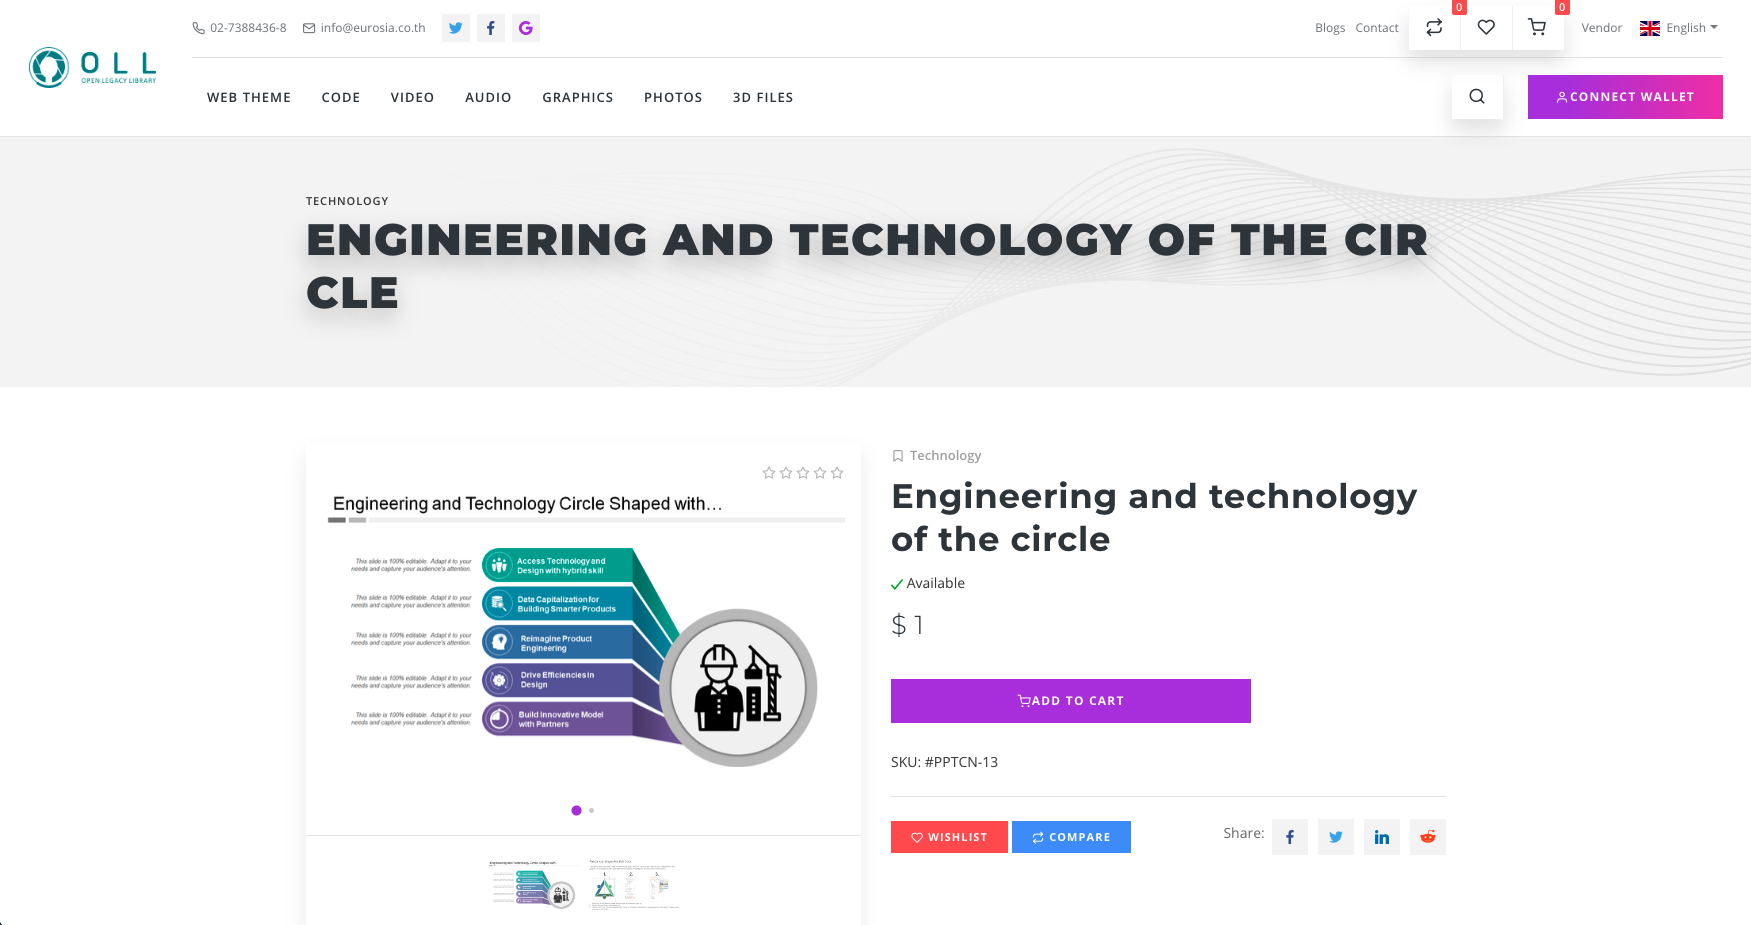 02-7388436-8
info@eurosia.co.th
Blogs
Contact
0
0
Vendor
English
OLL
OPEN LEGACY LIBRARY
WEB THEME
CODE
VIDEO
AUDIO
GRAPHICS
PHOTOS
3D FILES
CONNECT WALLET
TECHNOLOGY
ENGINEERING AND TECHNOLOGY OF THE CIR
CLE
Engineering and Technology Circle Shaped with...
This slide is 100% editable. Adapt it to your
needs and capture your audience's attention.
Access Technology and
Design with hybrid skill
This slide is 100% editable. Adapt it to your
needs and capture your audience's attention.
Data Capitalization for
Building Smarter Products
This slide is 100% editable. Adapt it to your
needs and capture your audience's attention.
Reimagine Product
Engineering
This slide is 100% editable. Adapt it to your
needs and capture your audience's attention.
Drive Efficiencies in
Design
This slide is 100% editable. Adapt it to your
needs and capture your audience's attention.
Build Innovative Model
with Partners
Technology
Engineering and technology
of the circle
Available
$ 1
ADD TO CART
SKU: #PPTCN-13
WISHLIST
COMPARE
Share: